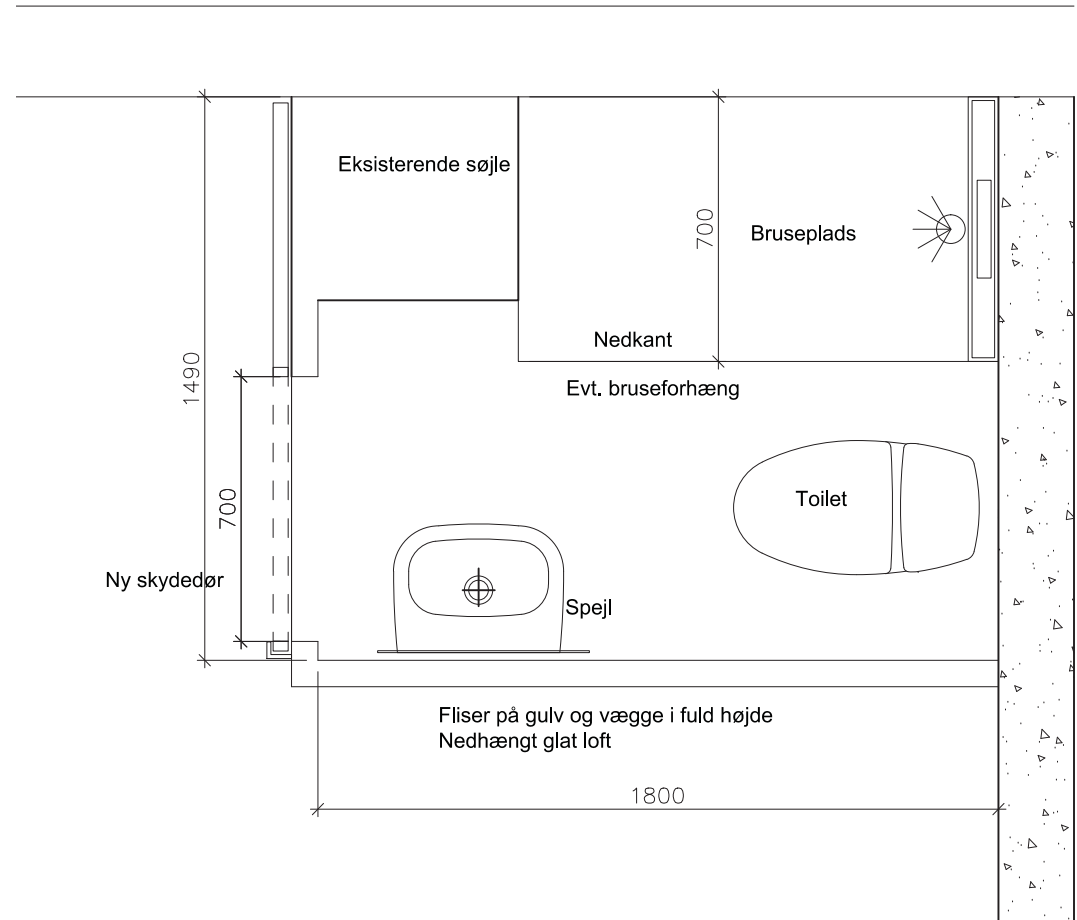 Eksisterende søjle
700
Bruseplads
Nedkant
1490
Evt. bruseforhæng
700
Toilet
Ny skydedør
Spejl
Fliser på gulv og vægge i fuld højde
Nedhængt glat loft
1800